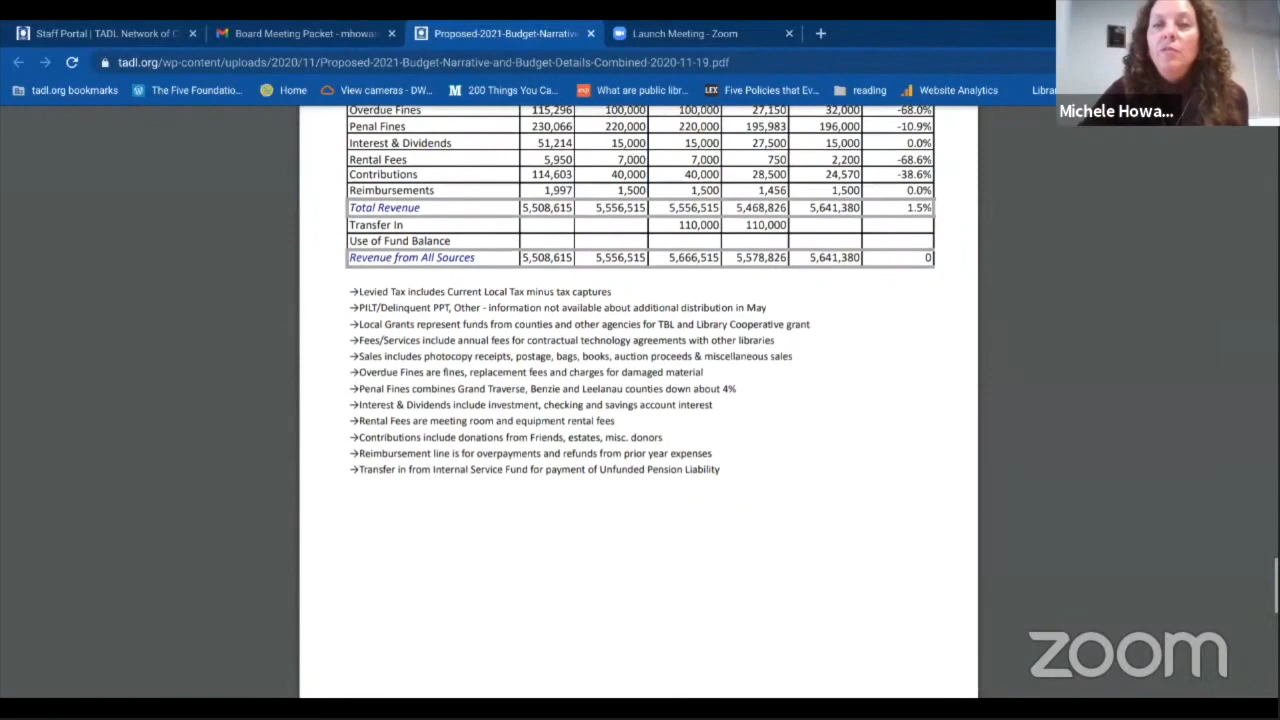 Staff Portal | TADL Network of C
Board Meeting Packet - mhowa
Proposed-2021-Budget-Narrative
Launch Meeting - Zoom
tadl.org/wp-content/uploads/2020/11/Proposed-2021-Budget-Narrative-and-Budget-Details-Combined-2020-11-19.pdf
tadl.org bookmarks
The Five Foundatio...
Home
View cameras - DW...
200 Things You Ca...
What are public libr...
LEX Five Policies that Ev...
reading
Website Analytics
Librar
Michele Howa...
Overdue Fines 115,296 100,000 100,000 27,150 32,000 -68.0%
Penal Fines 230,066 220,000 220,000 195,983 196,000 -10.9%
Interest & Dividends 51,214 15,000 15,000 27,500 15,000 0.0%
Rental Fees 5,950 7,000 7,000 750 2,200 -68.6%
Contributions 114,603 40,000 40,000 28,500 24,570 -38.6%
Reimbursements 1,997 1,500 1,500 1,456 1,500 0.0%
Total Revenue 5,508,615 5,556,515 5,556,515 5,468,826 5,641,380 1.5%
Transfer In 110,000 110,000
Use of Fund Balance
Revenue from All Sources 5,508,615 5,556,515 5,666,515 5,578,826 5,641,380 0
→Levied Tax includes Current Local Tax minus tax captures
→PILT/Delinquent PPT, Other - information not available about additional distribution in May
→Local Grants represent funds from counties and other agencies for TBL and Library Cooperative grant
→Fees/Services include annual fees for contractual technology agreements with other libraries
→Sales includes photocopy receipts, postage, bags, books, auction proceeds & miscellaneous sales
→Overdue Fines are fines, replacement fees and charges for damaged material
→Penal Fines combines Grand Traverse, Benzie and Leelanau counties down about 4%
→Interest & Dividends include investment, checking and savings account interest
→Rental Fees are meeting room and equipment rental fees
→Contributions include donations from Friends, estates, misc. donors
→Reimbursement line is for overpayments and refunds from prior year expenses
→Transfer in from Internal Service Fund for payment of Unfunded Pension Liability
zoom